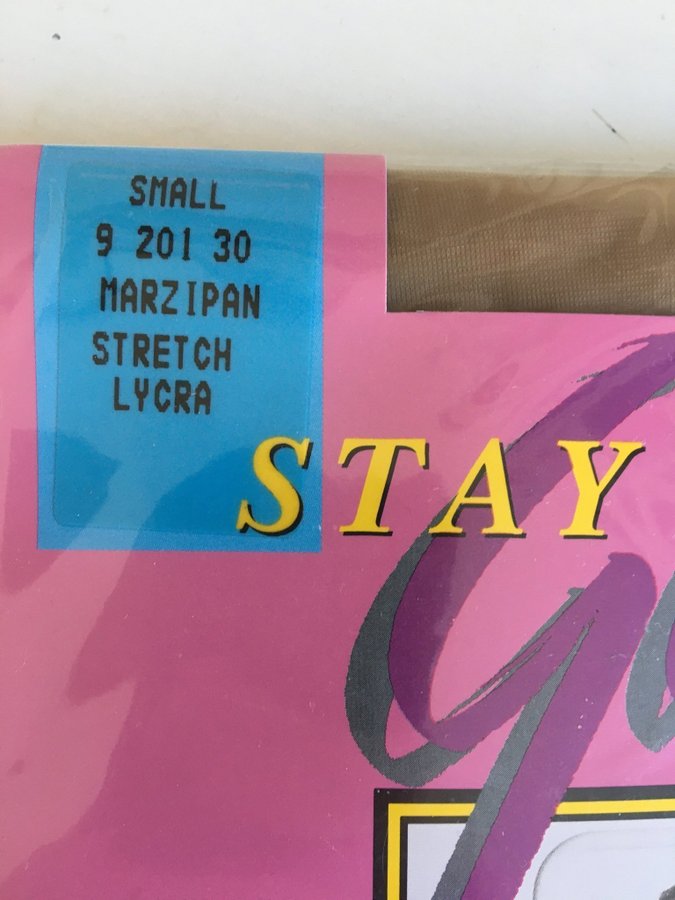 SMALL
9 201 30
MARZIPAN
STRETCH
LYCRA
STAY